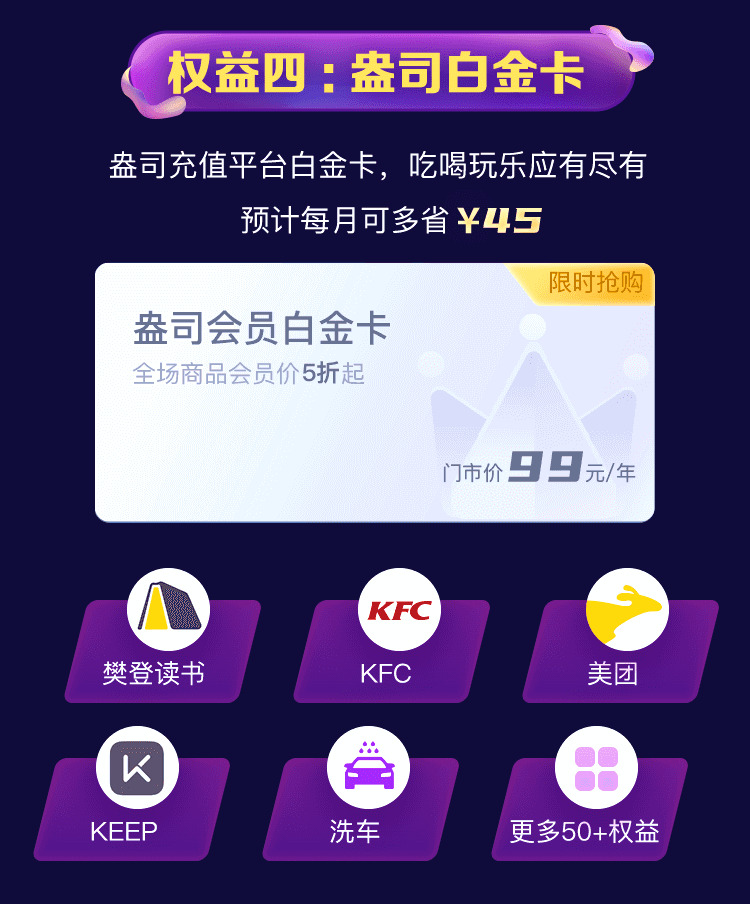 权益四：盎司白金卡
盎司充值平台白金卡，吃喝玩乐应有尽有
预计每月可多省¥45
限时抢购
盎司会员白金卡
全场商品会员价5折起
门市价99元/年
KFC
樊登读书
KFC
美团
KEEP
洗车
更多50+权益